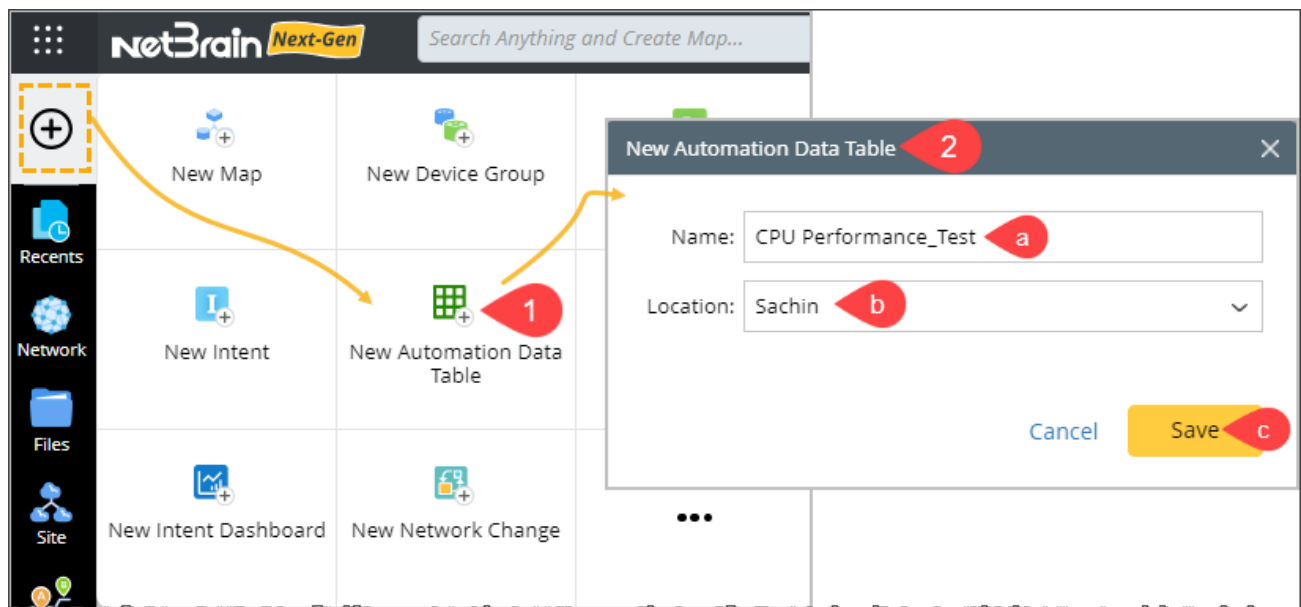 NetBrain Next-Gen
Search Anything and Create Map...
New Map
New Device Group
Recents
Network
Files
Site
New Intent
New Automation Data
Table
1
New Intent Dashboard
New Network Change
A
B
New Automation Data Table
2
Name:
CPU Performance_Test
a
Location:
Sachin
b
Cancel
Save
c